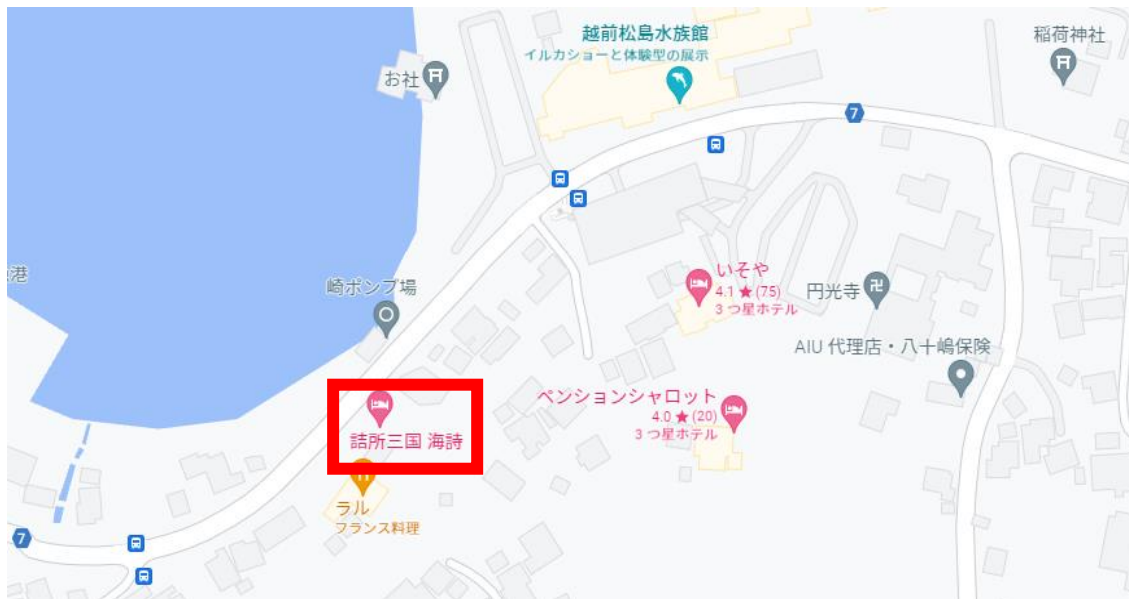 越前松島水族館
イルカショーと体験型の展示
稲荷神社
お社
7
港
崎ポンプ場
いそや
4.1★(75)
3 つ星ホテル
円光寺
AIU 代理店・八十嶋保険
ペンションシャロット
4.0★(20)
3 つ星ホテル
詰所三国 海詩
ラル
フランス料理
7